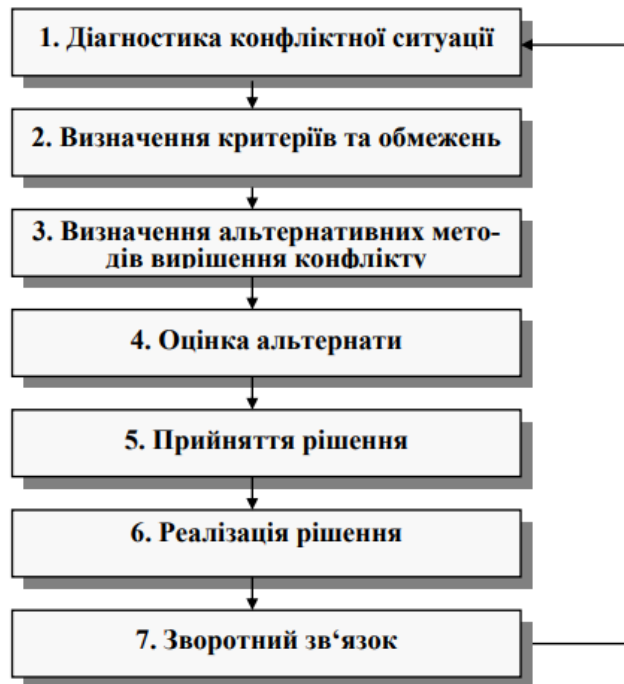 1. Діагностика конфліктної ситуації
2. Визначення критеріїв та обмежень
3. Визначення альтернативних мето-
дів вирішення конфлікту
4. Оцінка альтернати
5. Прийняття рішення
6. Реалізація рішення
7. Зворотний зв‘язок